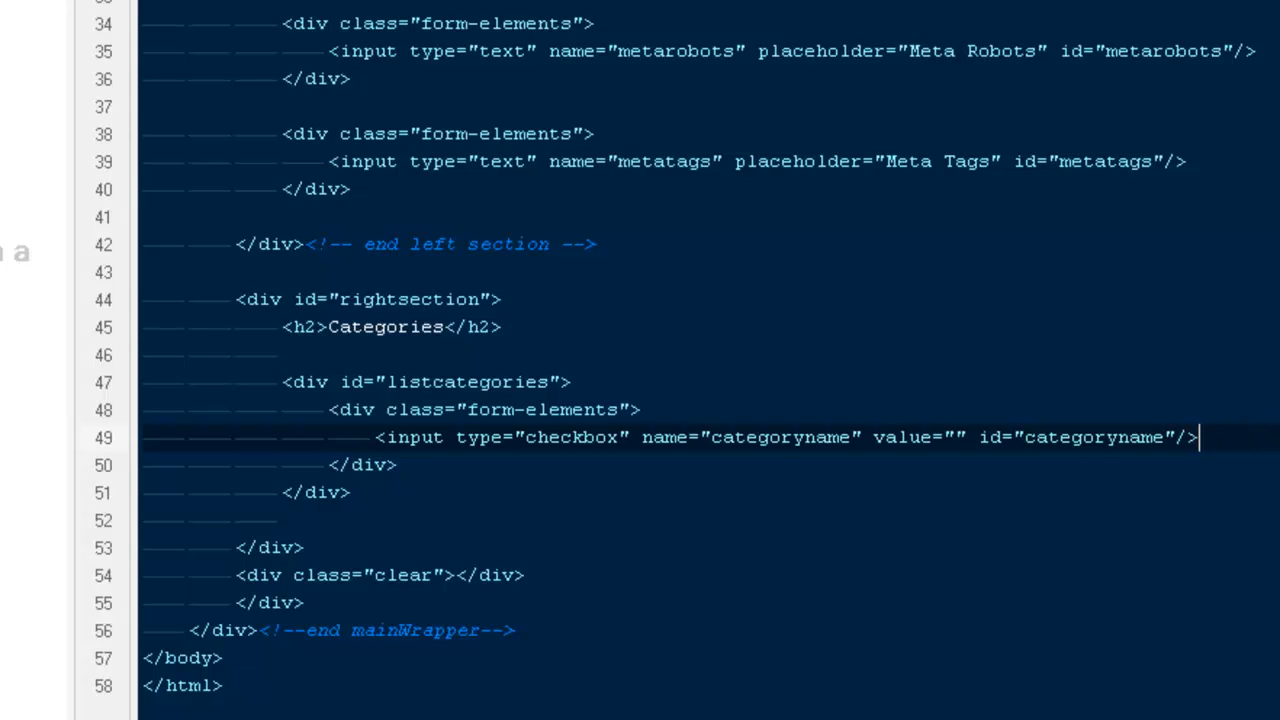 34 <div class="form-elements">
35 <input type="text" name="metarobots" placeholder="Meta Robots" id="metarobots"/>
36 </div>
37
38 <div class="form-elements">
39 <input type="text" name="metatags" placeholder="Meta Tags" id="metatags"/>
40 </div>
41
42 </div><!-- end left section -->
43
44 <div id="rightsection">
45 <h2>Categories</h2>
46
47 <div id="listcategories">
48 <div class="form-elements">
49 <input type="checkbox" name="categoryname" value="" id="categoryname"/>
50 </div>
51 </div>
52
53 </div>
54 <div class="clear"></div>
55 </div>
56 </div><!--end mainWrapper-->
57 </body>
58 </html>